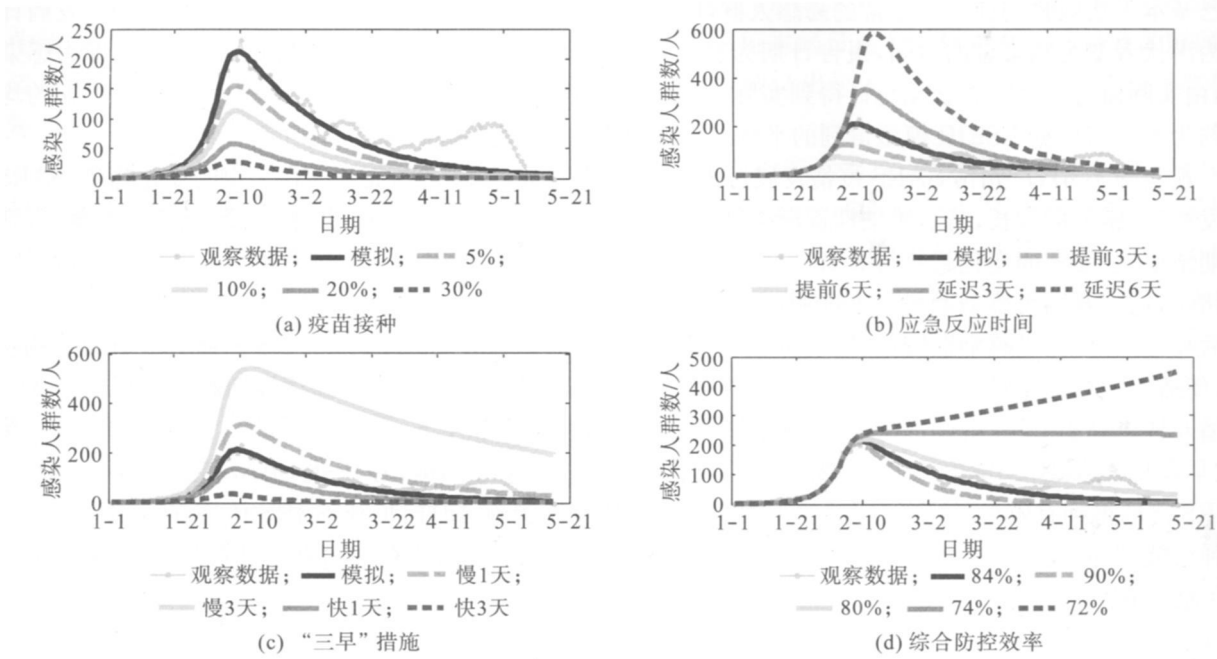 感染人群数/人
250
200
150
100
50
0
1-1 1-21 2-10 3-2 3-22 4-11 5-1 5-21
日期
观察数据; 模拟; 5%;
10%; 20%; 30%
(a) 疫苗接种
感染人群数/人
600
400
200
0
1-1 1-21 2-10 3-2 3-22 4-11 5-1 5-21
日期
观察数据; 模拟; 提前3天;
提前6天; 延迟3天; 延迟6天
(b) 应急反应时间
感染人群数/人
600
400
200
0
1-1 1-21 2-10 3-2 3-22 4-11 5-1 5-21
日期
观察数据; 模拟; 慢1天;
慢3天; 快1天; 快3天
(c) “三早”措施
感染人群数/人
500
400
300
200
100
0
1-1 1-21 2-10 3-2 3-22 4-11 5-1 5-21
日期
观察数据; 84%; 90%;
80%; 74%; 72%
(d) 综合防控效率